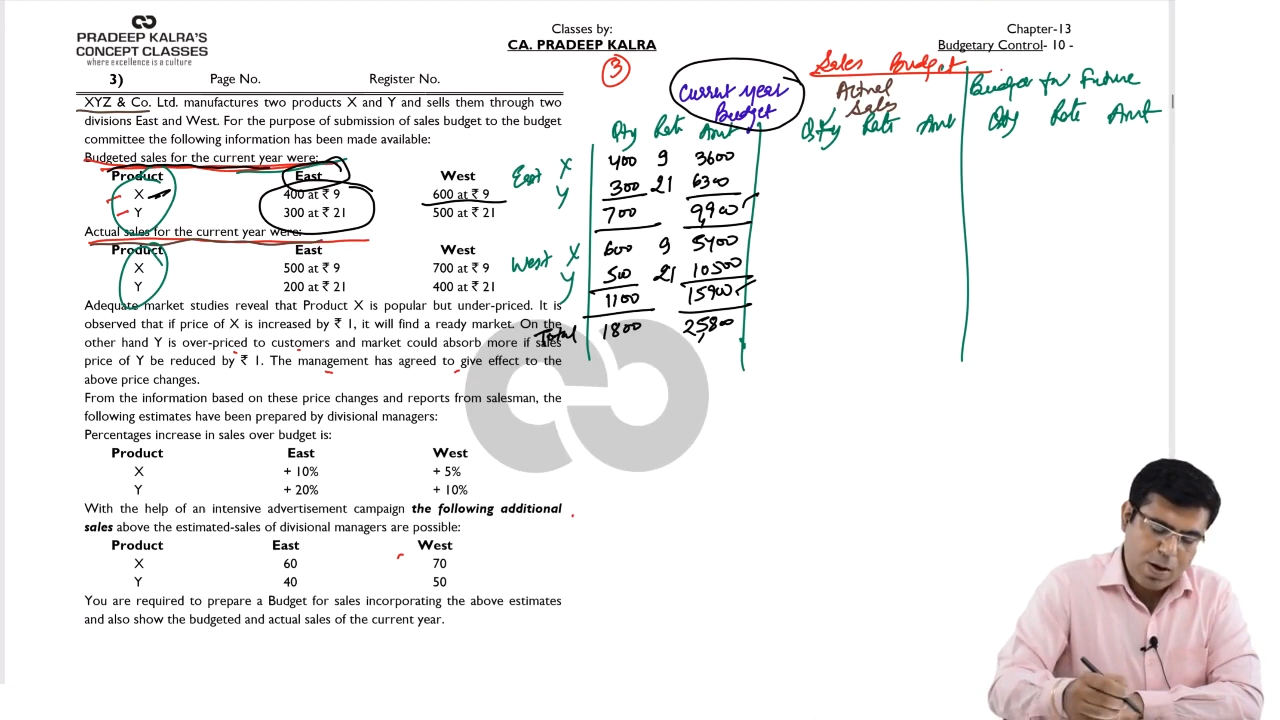 PRADEEP KALRA'S
CONCEPT CLASSES
where excellence is a culture
Classes by:
CA. PRADEEP KALRA
Chapter-13
Budgetary Control- 10 -
3) Page No. Register No.
XYZ & Co. Ltd. manufactures two products X and Y and sells them through two
divisions East and West. For the purpose of submission of sales budget to the budget
committee the following information has been made available:
Budgeted sales for the current year were:
Product East West
X 400 at ₹ 9 600 at ₹ 9
Y 300 at ₹ 21 500 at ₹ 21
Actual sales for the current year were:
Product East West
X 500 at ₹ 9 700 at ₹ 9
Y 200 at ₹ 21 400 at ₹ 21
Adequate market studies reveal that Product X is popular but under-priced. It is
observed that if price of X is increased by ₹ 1, it will find a ready market. On the
other hand Y is over-priced to customers and market could absorb more if sales
price of Y be reduced by ₹ 1. The management has agreed to give effect to the
above price changes.
From the information based on these price changes and reports from salesman, the
following estimates have been prepared by divisional managers:
Percentages increase in sales over budget is:
Product East West
X + 10% + 5%
Y + 20% + 10%
With the help of an intensive advertisement campaign the following additional
sales above the estimated-sales of divisional managers are possible:
Product East West
X 60 70
Y 40 50
You are required to prepare a Budget for sales incorporating the above estimates
and also show the budgeted and actual sales of the current year.
3
Sales Budget
Current year Budget
Actual Sales
Budget for Future
Qty Rate Amt Qty Rate Amt Qty Rate Amt
East X 400 9 3600
Y 300 21 6300
700 9,900
West X 600 9 5400
Y 500 21 10500
1100 15900
Total 1800 25,800